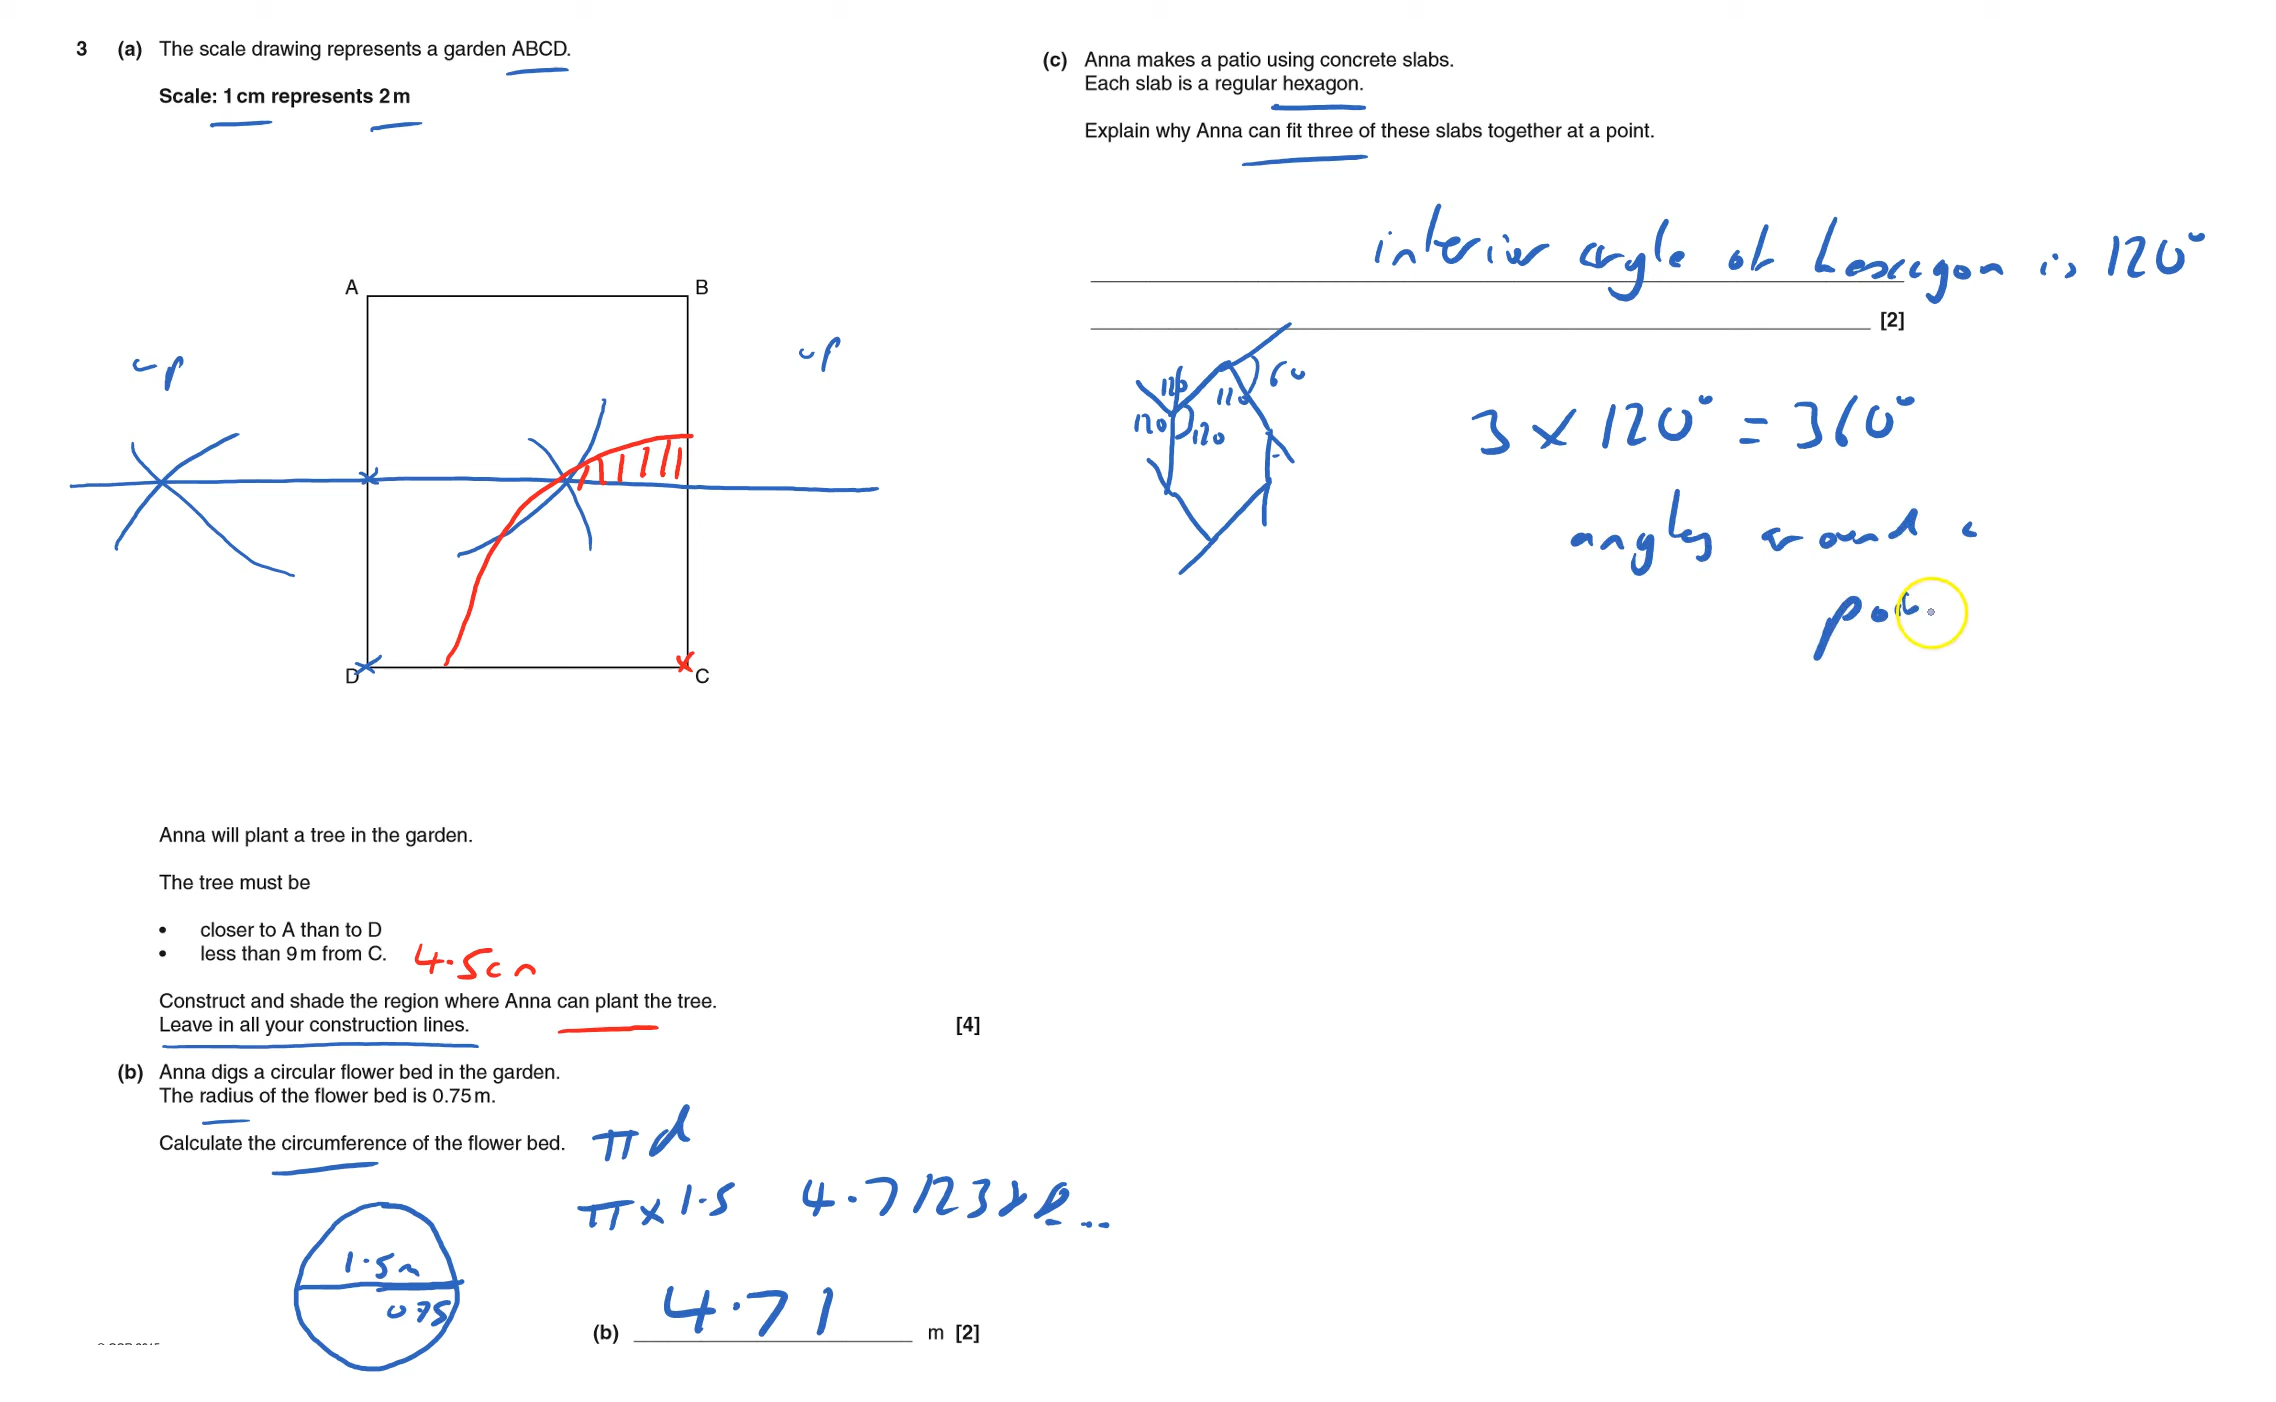 3 (a) The scale drawing represents a garden ABCD.
Scale: 1 cm represents 2 m
A
B
up
up
D
C
Anna will plant a tree in the garden.
The tree must be
• closer to A than to D
• less than 9 m from C. 4.5cm
Construct and shade the region where Anna can plant the tree.
Leave in all your construction lines. [4]
(b) Anna digs a circular flower bed in the garden.
The radius of the flower bed is 0.75 m.
Calculate the circumference of the flower bed. πd
π x 1.5 4.7123
1.5m
0.75
(b) 4.71 m [2]
(c) Anna makes a patio using concrete slabs.
Each slab is a regular hexagon.
Explain why Anna can fit three of these slabs together at a point.
interior angle of hexagon is 120°
[2]
120 60
120 120
3 x 120° = 360°
angles around a